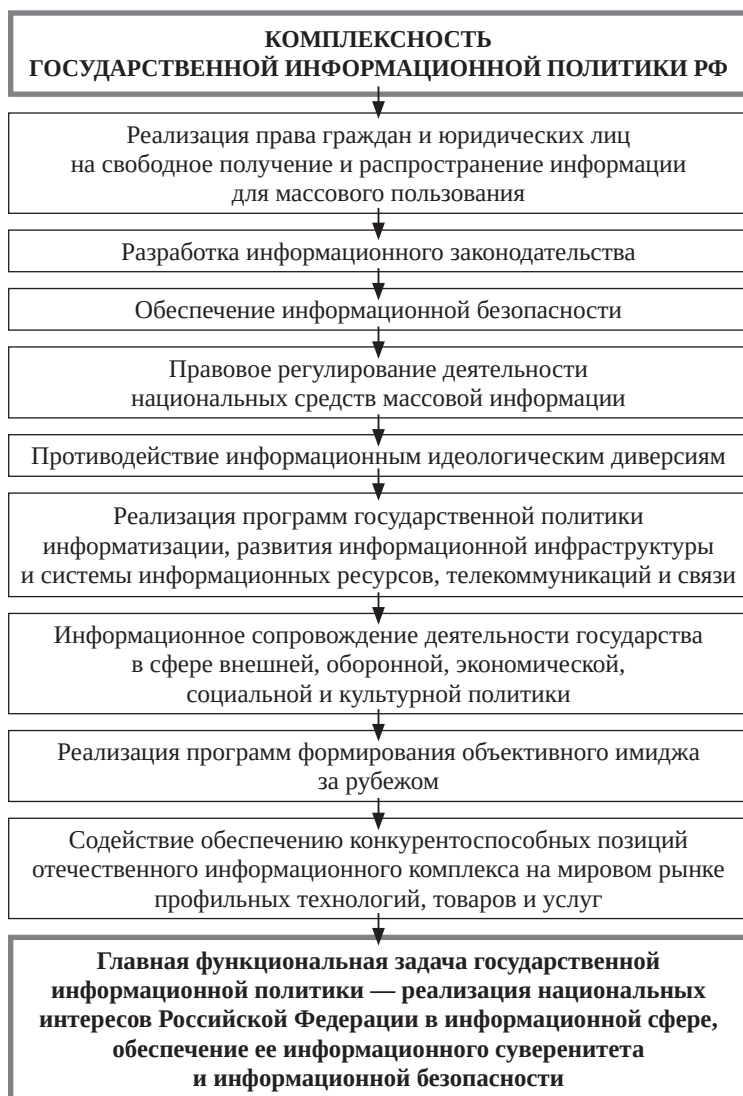 КОМПЛЕКСНОСТЬ
ГОСУДАРСТВЕННОЙ ИНФОРМАЦИОННОЙ ПОЛИТИКИ РФ
Реализация права граждан и юридических лиц
на свободное получение и распространение информации
для массового пользования
Разработка информационного законодательства
Обеспечение информационной безопасности
Правовое регулирование деятельности
национальных средств массовой информации
Противодействие информационным идеологическим диверсиям
Реализация программ государственной политики
информатизации, развития информационной инфраструктуры
и системы информационных ресурсов, телекоммуникаций и связи
Информационное сопровождение деятельности государства
в сфере внешней, оборонной, экономической,
социальной и культурной политики
Реализация программ формирования объективного имиджа
за рубежом
Содействие обеспечению конкурентоспособных позиций
отечественного информационного комплекса на мировом рынке
профильных технологий, товаров и услуг
Главная функциональная задача государственной
информационной политики — реализация национальных
интересов Российской Федерации в информационной сфере,
обеспечение ее информационного суверенитета
и информационной безопасности